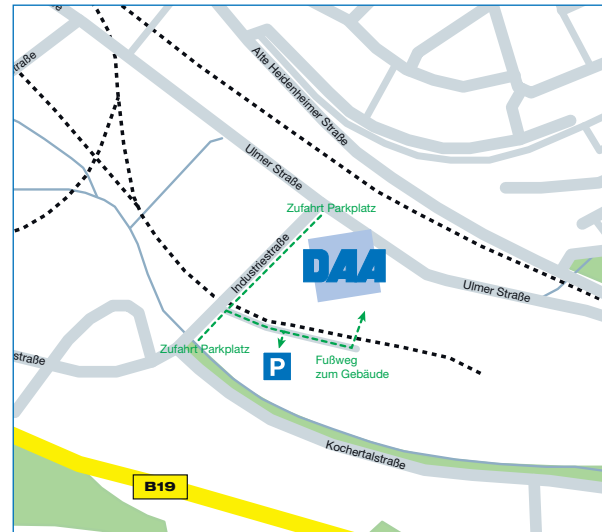 straße
straße
Alte Heidenheimer Straße
Ulmer Straße
Zufahrt Parkplatz
Industriestraße
DAA
Ulmer Straße
Zufahrt Parkplatz
straße
P
Fußweg
zum Gebäude
Kochertalstraße
B19